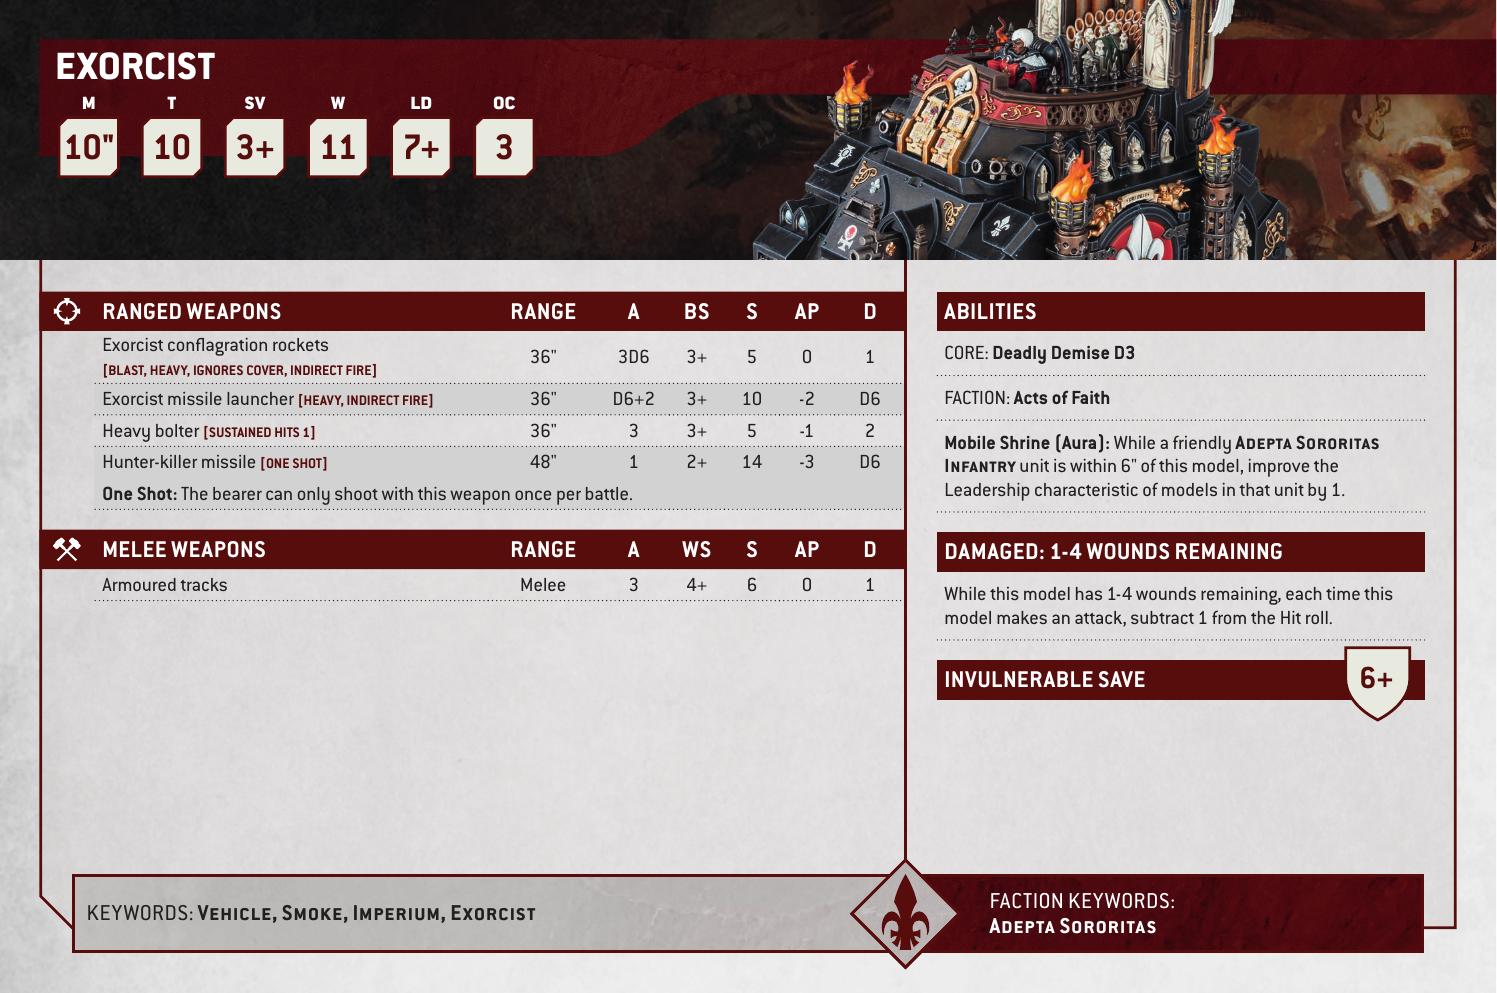 EXORCIST
M T SV W LD OC
10" 10 3+ 11 7+ 3
RANGED WEAPONS RANGE A BS S AP D
Exorcist conflagration rockets
[BLAST, HEAVY, IGNORES COVER, INDIRECT FIRE] 36" 3D6 3+ 5 0 1
Exorcist missile launcher [HEAVY, INDIRECT FIRE] 36" D6+2 3+ 10 -2 D6
Heavy bolter [SUSTAINED HITS 1] 36" 3 3+ 5 -1 2
Hunter-killer missile [ONE SHOT] 48" 1 2+ 14 -3 D6
One Shot: The bearer can only shoot with this weapon once per battle.
MELEE WEAPONS RANGE A WS S AP D
Armoured tracks Melee 3 4+ 6 0 1
ABILITIES
CORE: Deadly Demise D3
FACTION: Acts of Faith
Mobile Shrine (Aura): While a friendly ADEPTA SORORITAS
INFANTRY unit is within 6" of this model, improve the
Leadership characteristic of models in that unit by 1.
DAMAGED: 1-4 WOUNDS REMAINING
While this model has 1-4 wounds remaining, each time this
model makes an attack, subtract 1 from the Hit roll.
INVULNERABLE SAVE 6+
KEYWORDS: VEHICLE, SMOKE, IMPERIUM, EXORCIST
FACTION KEYWORDS:
ADEPTA SORORITAS